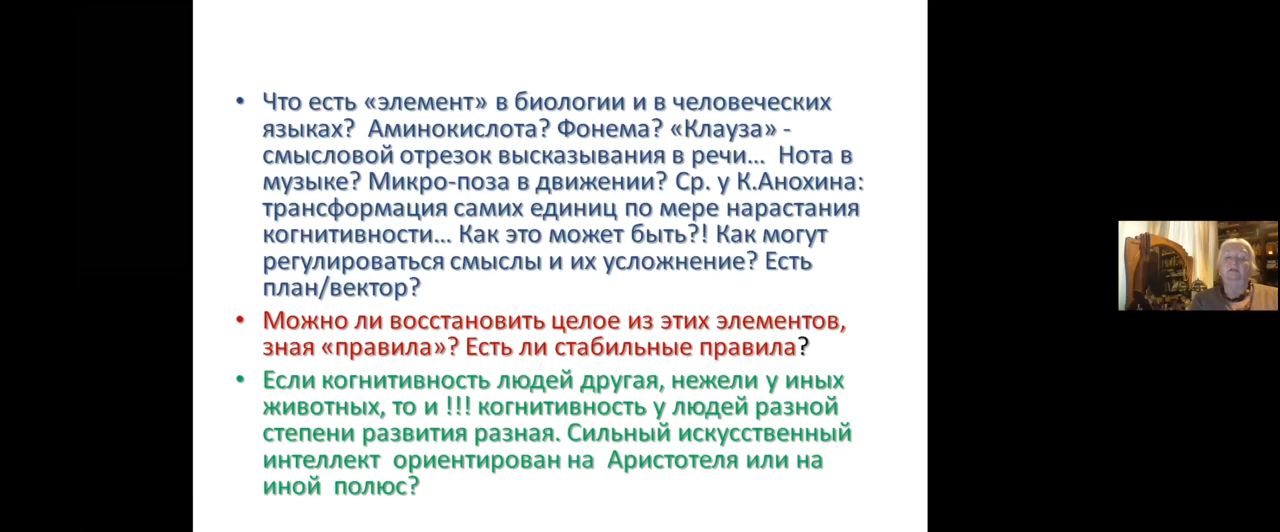 • Что есть «элемент» в биологии и в человеческих
языках?  Аминокислота? Фонема? «Клауза» -
смысловой отрезок высказывания в речи...  Нота в
музыке? Микро-поза в движении? Ср. у К.Анохина:
трансформация самих единиц по мере нарастания
когнитивности... Как это может быть?! Как могут
регулироваться смыслы и их усложнение? Есть
план/вектор?
• Можно ли восстановить целое из этих элементов,
зная «правила»? Есть ли стабильные правила?
• Если когнитивность людей другая, нежели у иных
животных, то и !!! когнитивность у людей разной
степени развития разная. Сильный искусственный
интеллект  ориентирован на  Аристотеля или на
иной  полюс?